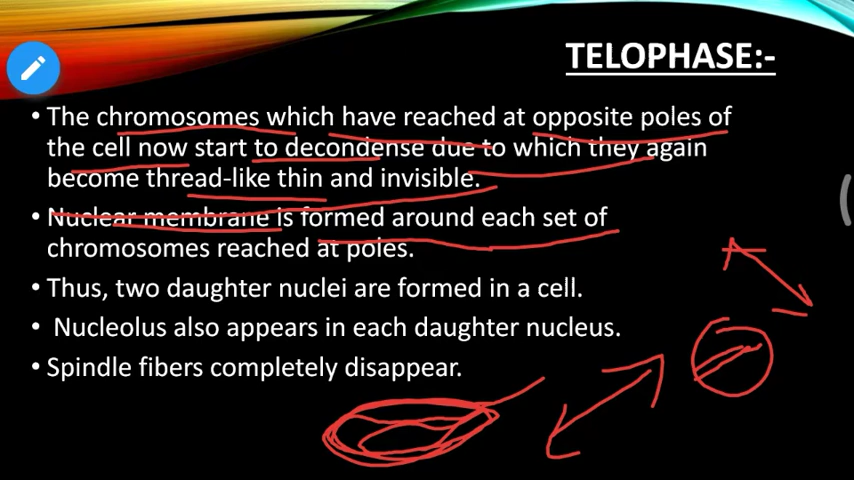 TELOPHASE:-
• The chromosomes which have reached at opposite poles of
the cell now start to decondense due to which they again
become thread-like thin and invisible.
• Nuclear membrane is formed around each set of
chromosomes reached at poles.
• Thus, two daughter nuclei are formed in a cell.
• Nucleolus also appears in each daughter nucleus.
• Spindle fibers completely disappear.